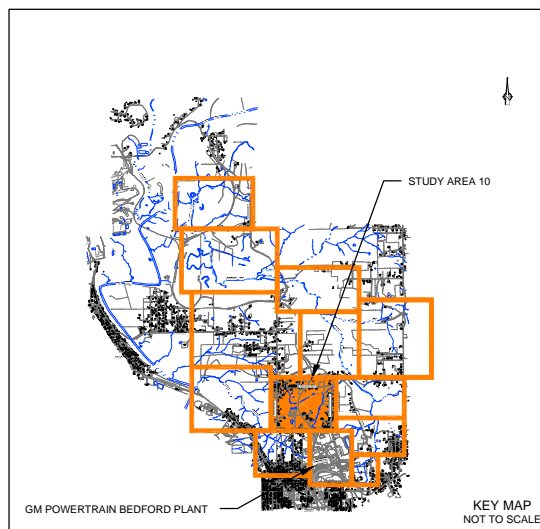 STUDY AREA 10
GM POWERTRAIN BEDFORD PLANT
KEY MAP
NOT TO SCALE